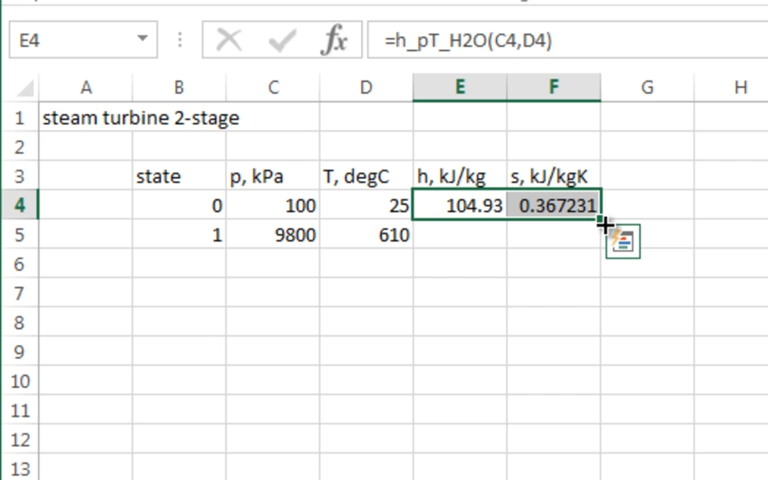 E4 fx =h_pT_H2O(C4,D4)
A B C D E F G H
1 steam turbine 2-stage
2
3 state p, kPa T, degC h, kJ/kg s, kJ/kgK
4 0 100 25 104.93 0.367231
5 1 9800 610
6
7
8
9
10
11
12
13